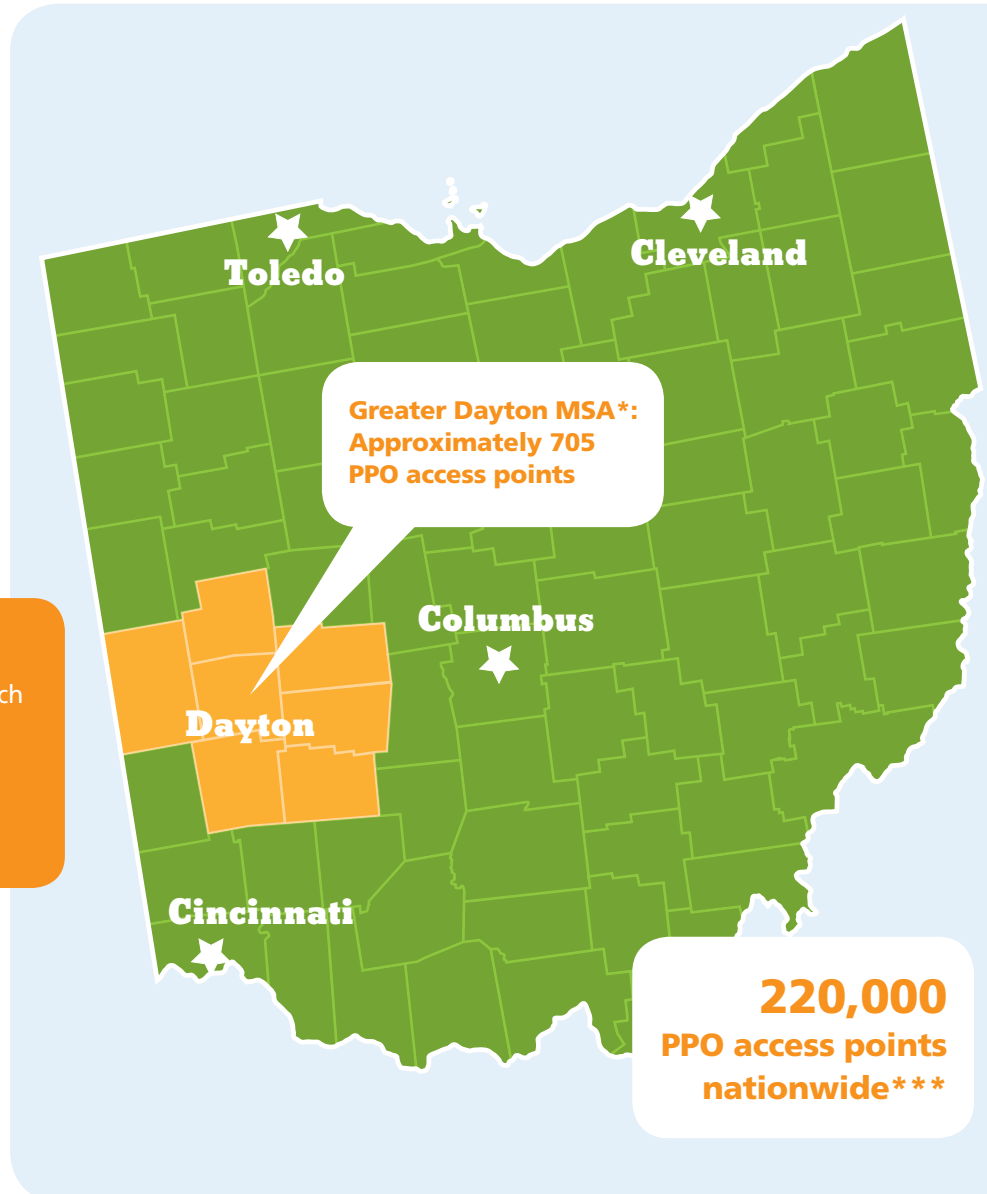 Toledo
Cleveland
Greater Dayton MSA*:
Approximately 705
PPO access points
Columbus
Dayton
Cincinnati
220,000
PPO access points
nationwide***